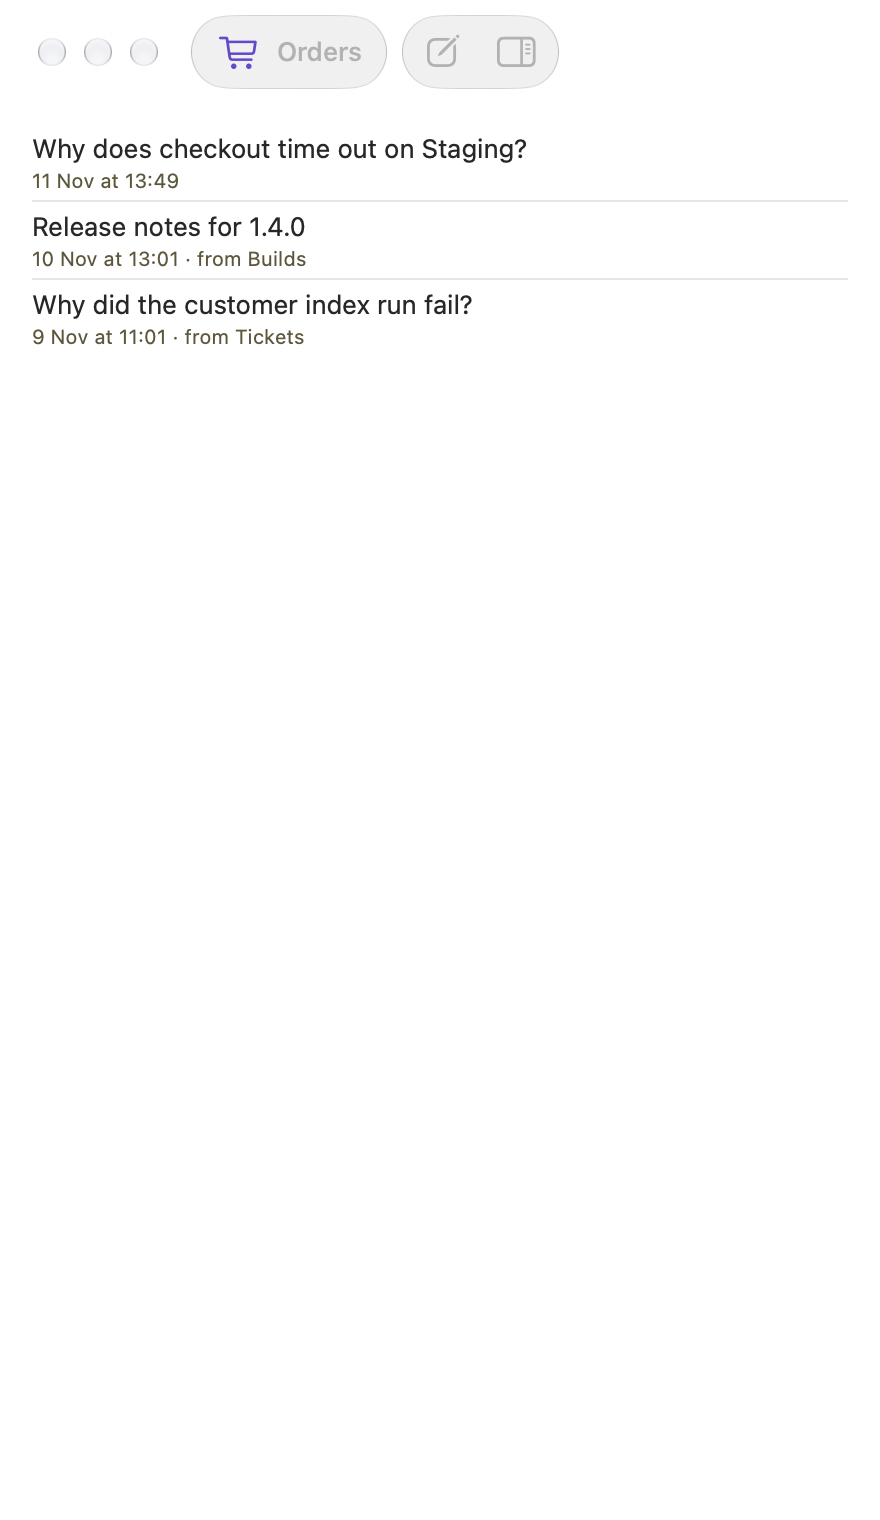 Orders
Why does checkout time out on Staging?
11 Nov at 13:49
Release notes for 1.4.0
10 Nov at 13:01 · from Builds
Why did the customer index run fail?
9 Nov at 11:01 · from Tickets